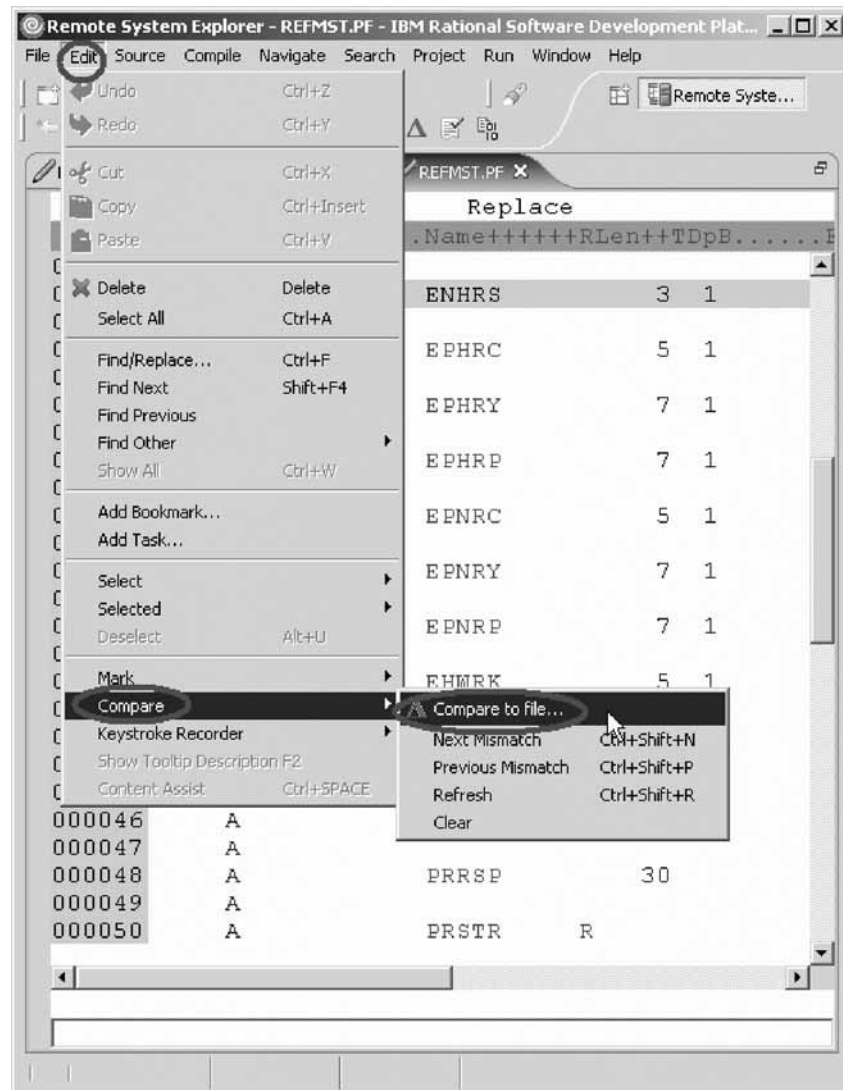 Remote System Explorer - REFMST.PF - IBM Rational Software Development Plat...
File Edit Source Compile Navigate Search Project Run Window Help
Undo Ctrl+Z
Redo Ctrl+Y
Remote Syste...
Cut Ctrl+X
Copy Ctrl+Insert
Paste Ctrl+V
REFMST.PF
Replace
.Name++++++RLen++TDpB......F
Delete Delete
Select All Ctrl+A
Find/Replace... Ctrl+F
Find Next Shift+F4
Find Previous
Find Other
Show All Ctrl+W
Add Bookmark...
Add Task...
Select
Selected
Deselect Alt+U
Mark
Compare
Keystroke Recorder
Show Tooltip Description F2
Content Assist Ctrl+SPACE
ENHRS 3 1
EPHRC 5 1
EPHRY 7 1
EPHRP 7 1
EPNRC 5 1
EPNRY 7 1
EPNRP 7 1
EHWRK 5 1
Compare to file...
Next Mismatch Ctrl+Shift+N
Previous Mismatch Ctrl+Shift+P
Refresh Ctrl+Shift+R
Clear
000046 A
000047 A
000048 A PRRSP 30
000049 A
000050 A PRSTR R